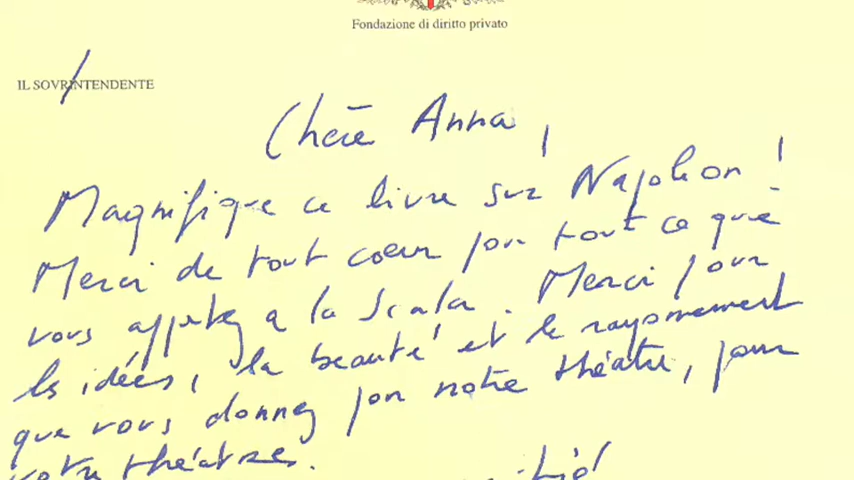 Fondazione di diritto privato
IL SOVRINTENDENTE
Chère Anna,
Magnifique ce livre sur Napoleon !
Merci de tout coeur pour tout ce que
vous apportez a la Scala. Merci pour
les idées, la beauté et le rayonnement
que vous donnez pour notre théâtre, pour
votre théatres.